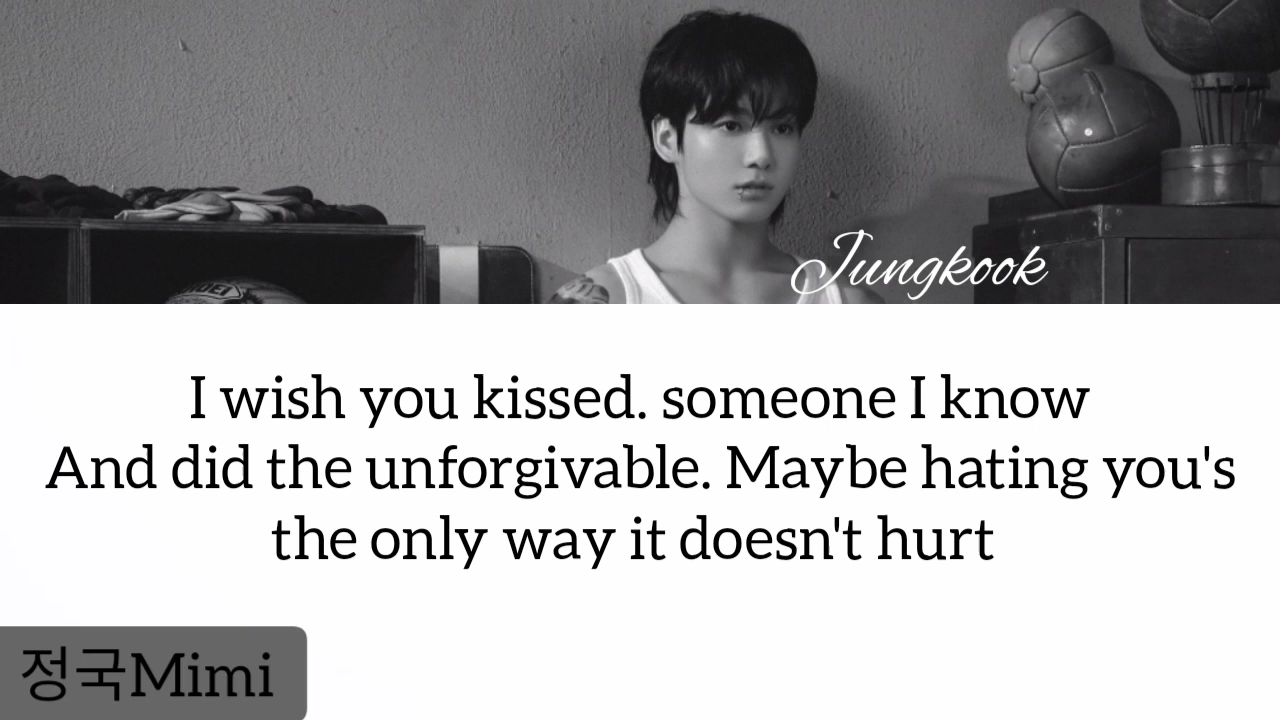 Jungkook
I wish you kissed. someone I know
And did the unforgivable. Maybe hating you's
the only way it doesn't hurt
정국Mimi